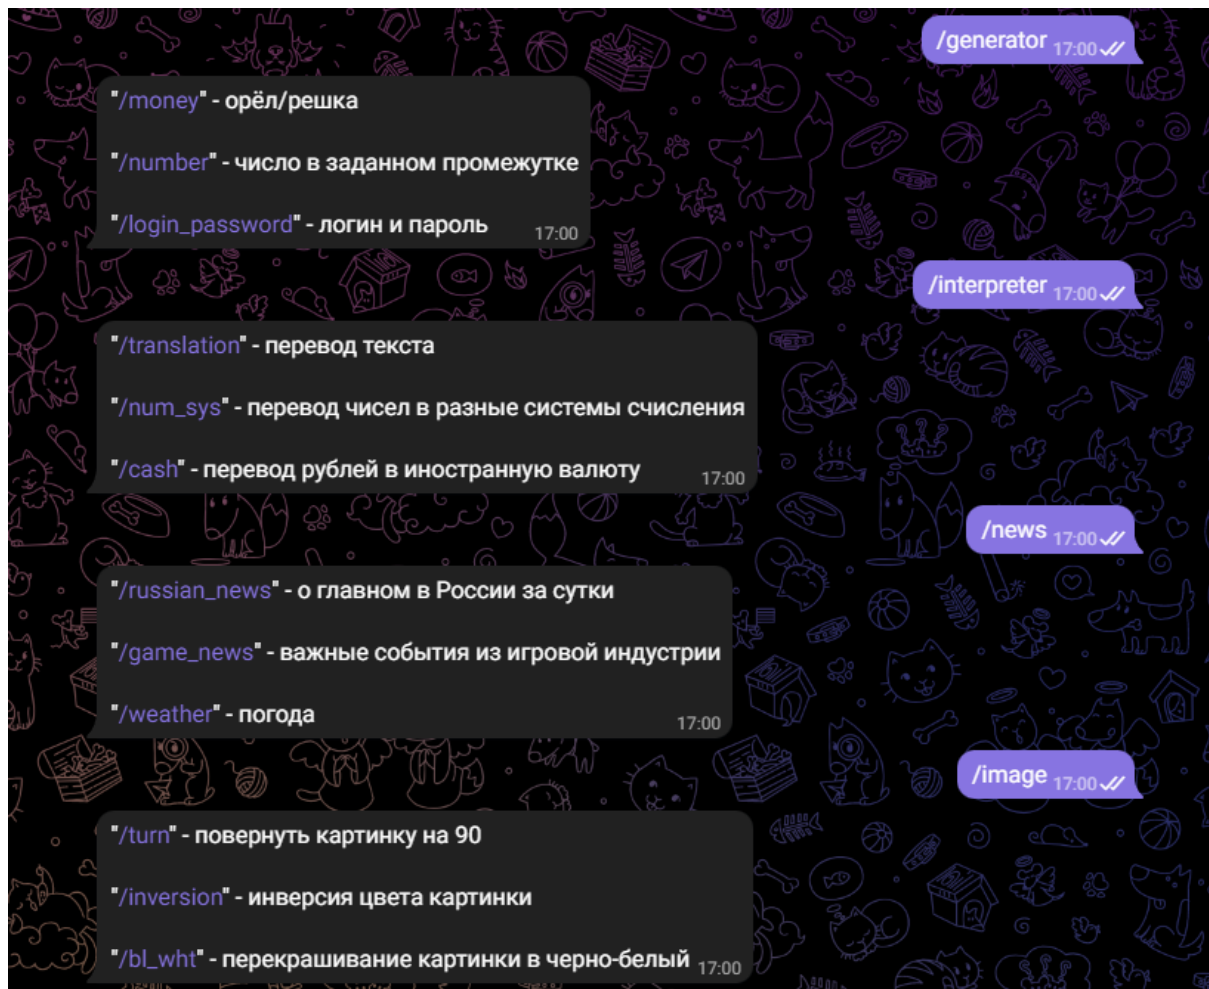 /generator 17:00
"/money" - орёл/решка
"/number" - число в заданном промежутке
"/login_password" - логин и пароль 17:00
/interpreter 17:00
"/translation" - перевод текста
"/num_sys" - перевод чисел в разные системы счисления
"/cash" - перевод рублей в иностранную валюту 17:00
/news 17:00
"/russian_news" - о главном в России за сутки
"/game_news" - важные события из игровой индустрии
"/weather" - погода 17:00
/image 17:00
"/turn" - повернуть картинку на 90
"/inversion" - инверсия цвета картинки
"/bl_wht" - перекрашивание картинки в черно-белый 17:00